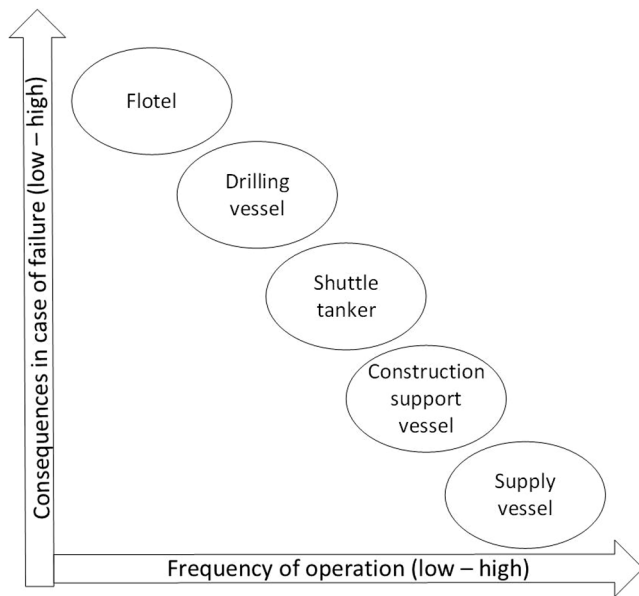 Consequences in case of failure (low – high)
Flotel
Drilling
vessel
Shuttle
tanker
Construction
support
vessel
Supply
vessel
Frequency of operation (low – high)